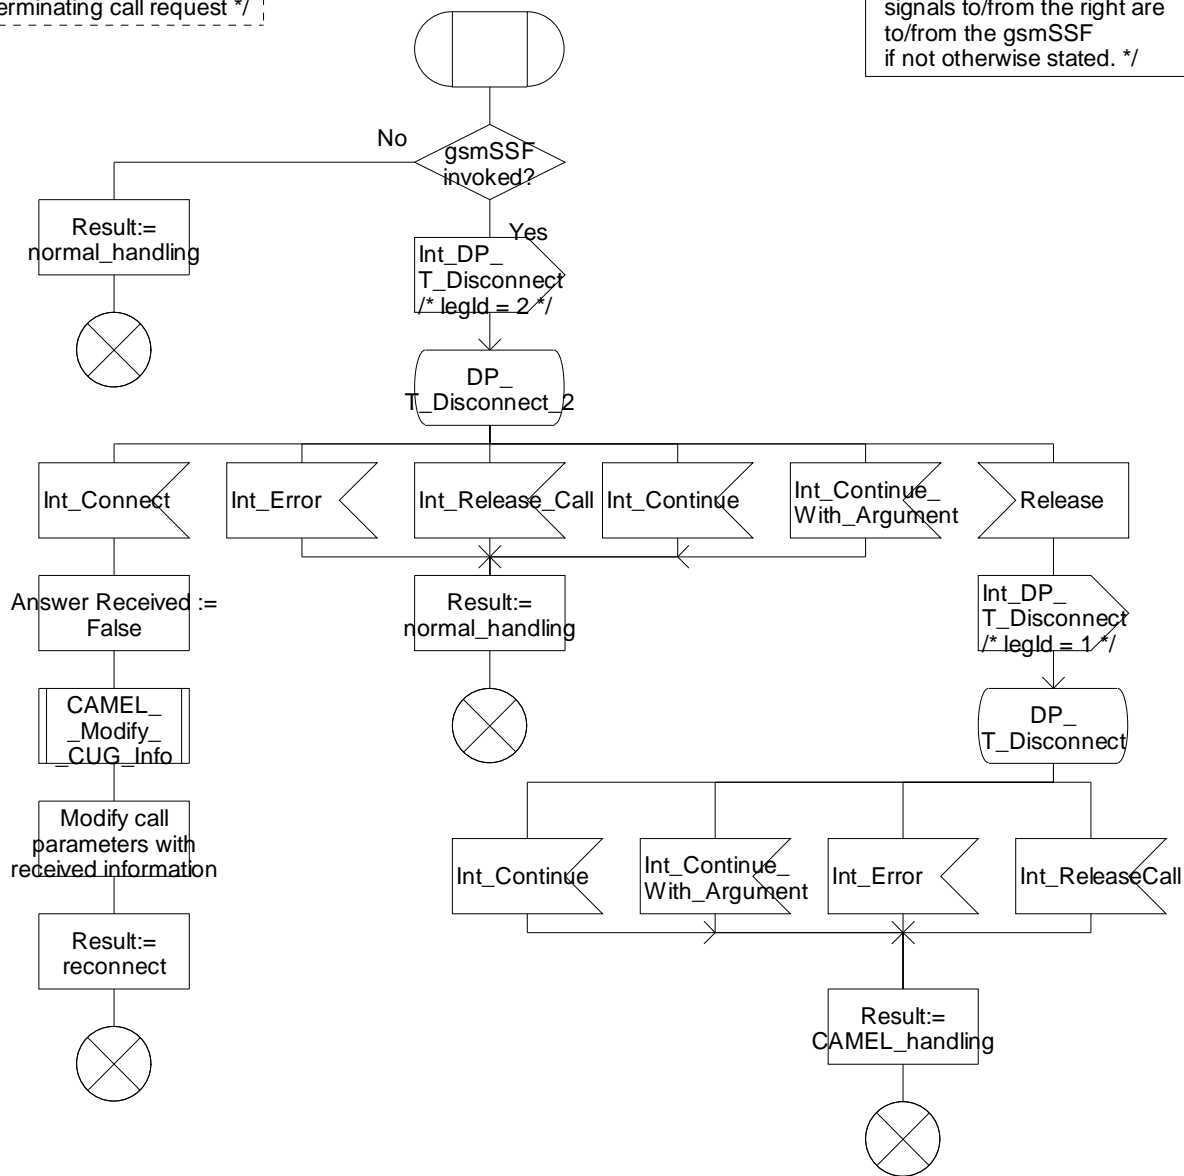 erminating call request */
signals to/from the right are
to/from the gsmSSF
if not otherwise stated. */
No
gsmSSF
invoked?
Result:=
normal_handling
Yes
Int_DP_
T_Disconnect
/* legId = 2 */
DP_
T_Disconnect_2
Int_Connect
Int_Error
Int_Release_Call
Int_Continue
Int_Continue_
With_Argument
Release
Answer Received :=
False
Result:=
normal_handling
Int_DP_
T_Disconnect
/* legId = 1 */
CAMEL_
_Modify_
_CUG_Info
DP_
T_Disconnect
Modify call
parameters with
received information
Int_Continue
Int_Continue_
With_Argument
Int_Error
Int_ReleaseCall
Result:=
reconnect
Result:=
CAMEL_handling